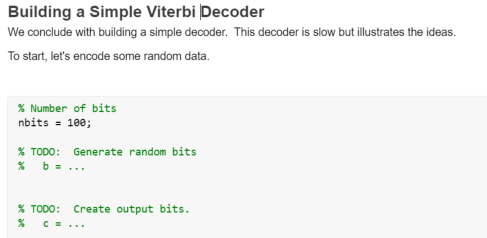 Building a Simple Viterbi Decoder
We conclude with building a simple decoder.  This decoder is slow but illustrates the ideas.
To start, let's encode some random data.
% Number of bits
nbits = 100;
% TODO:  Generate random bits
%   b = ...
% TODO:  Create output bits.
%   c = ...